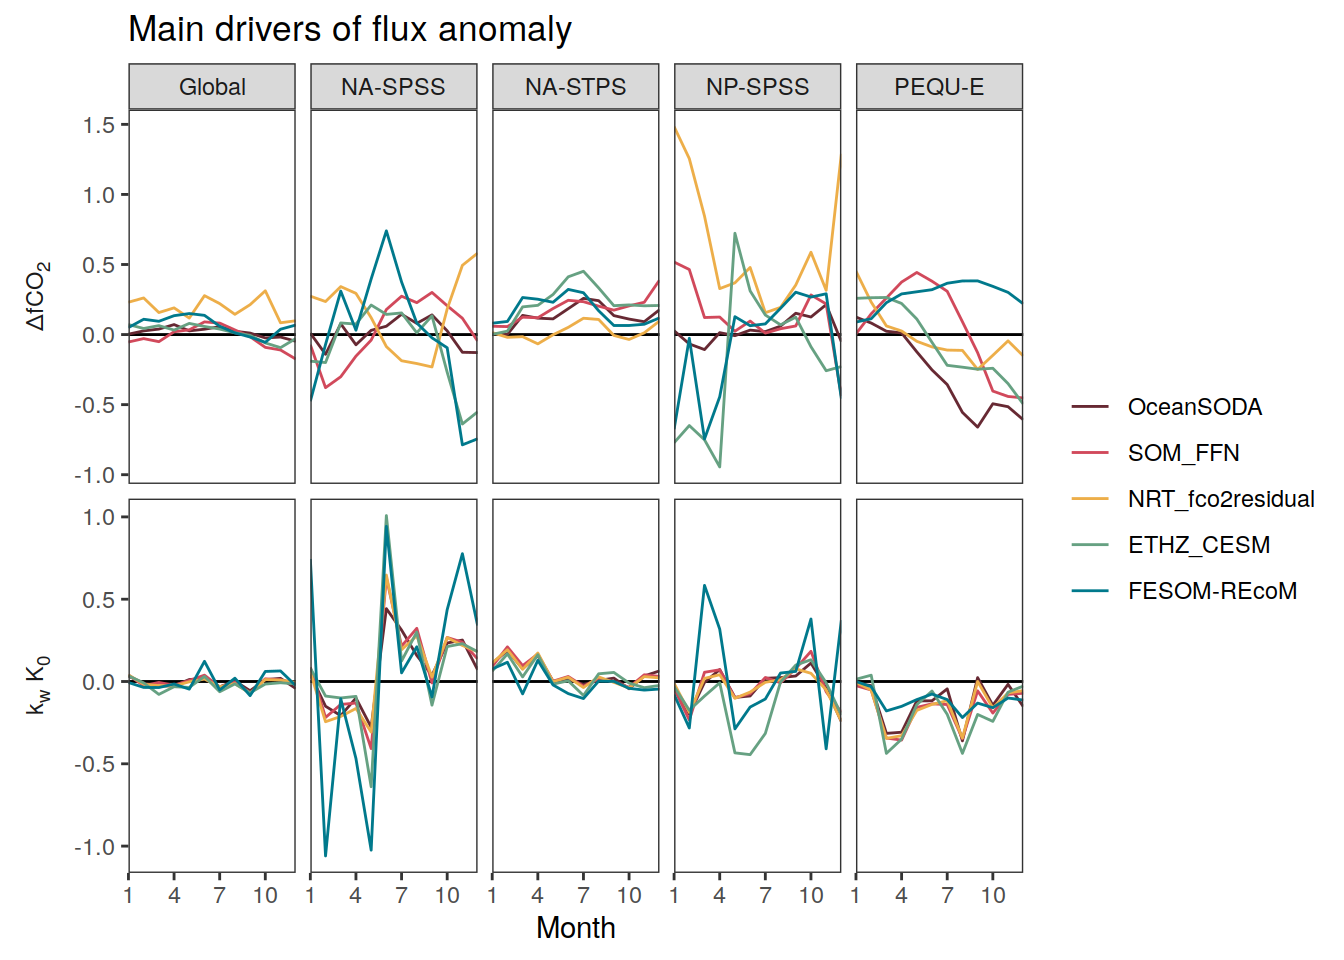 Main drivers of flux anomaly
Global NA-SPSS NA-STPS NP-SPSS PEQU-E
ΔfCO₂
1.5
1.0
0.5
0.0
-0.5
-1.0
k_w K₀
1.0
0.5
0.0
-0.5
-1.0
1 4 7 10 1 4 7 10 1 4 7 10 1 4 7 10 1 4 7 10
Month
OceanSODA
SOM_FFN
NRT_fco2residual
ETHZ_CESM
FESOM-REcoM